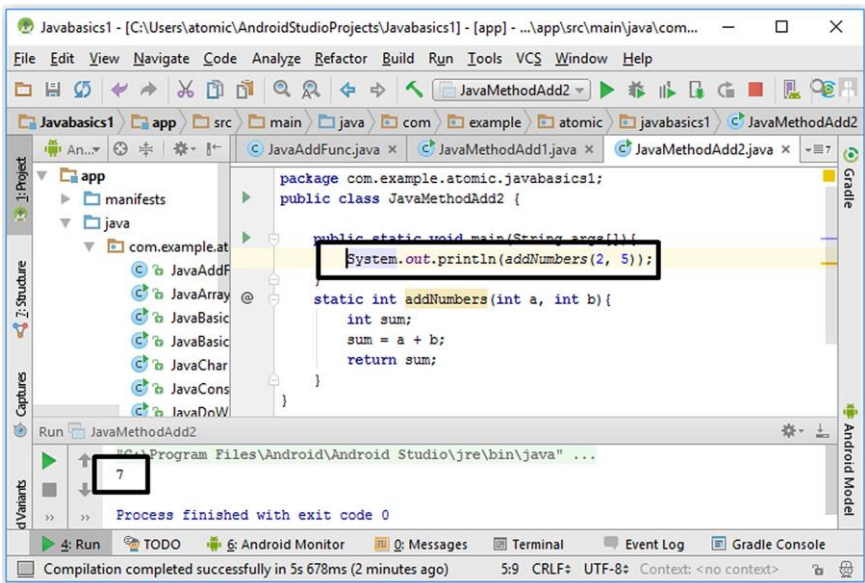 Javabasics1 - [C:\Users\atomic\AndroidStudioProjects\Javabasics1] - [app] - ...\app\src\main\java\com...
File Edit View Navigate Code Analyze Refactor Build Run Tools VCS Window Help
JavaMethodAdd2
Javabasics1 app src main java com example atomic javabasics1 JavaMethodAdd2
An... JavaAddFunc.java × JavaMethodAdd1.java × JavaMethodAdd2.java ×
1: Project
7: Structure
Captures
d Variants
app
manifests
java
com.example.at
JavaAddF
JavaArray
JavaBasic
JavaBasic
JavaChar
JavaCons
JavaDoW
package com.example.atomic.javabasics1;
public class JavaMethodAdd2 {
public static void main(String args[]){
System.out.println(addNumbers(2, 5));
}
@ static int addNumbers(int a, int b){
int sum;
sum = a + b;
return sum;
}
}
Gradle
Android Model
Run JavaMethodAdd2
"C:\Program Files\Android\Android Studio\jre\bin\java" ...
7
Process finished with exit code 0
4: Run TODO 6: Android Monitor 0: Messages Terminal Event Log Gradle Console
Compilation completed successfully in 5s 678ms (2 minutes ago) 5:9 CRLF UTF-8 Context: <no context>